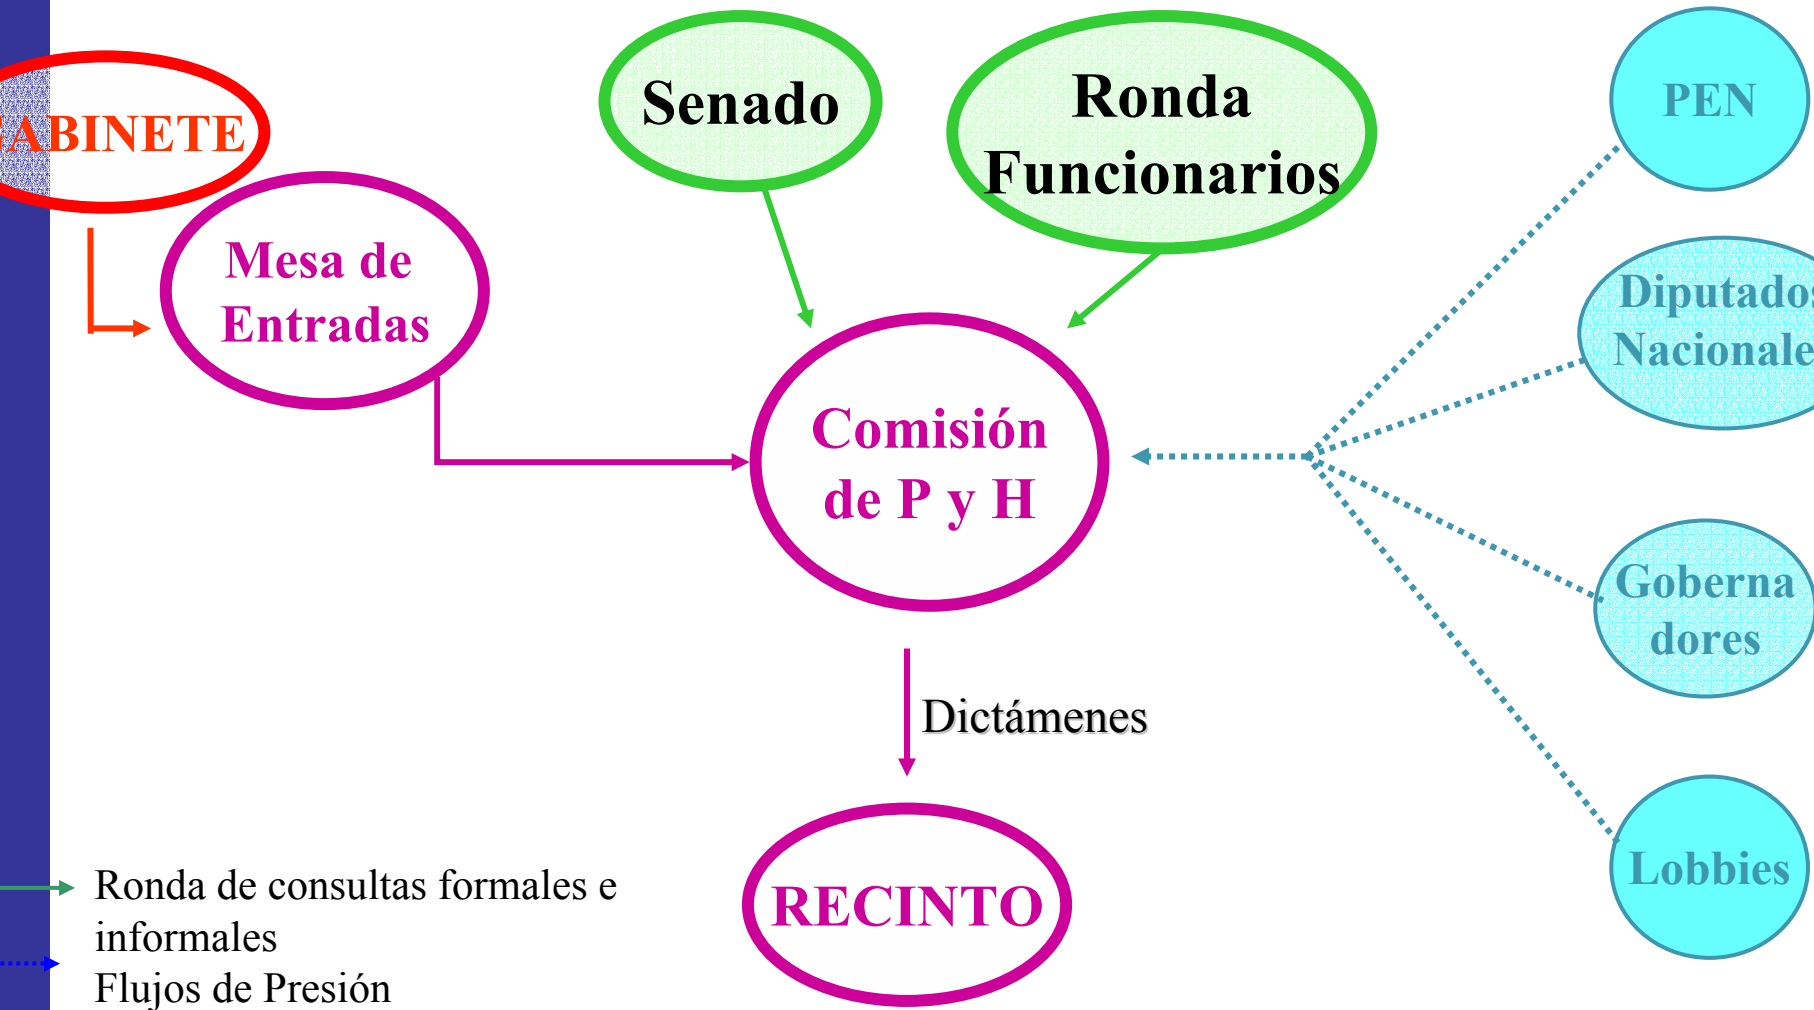 GABINETE
Mesa de
Entradas
Senado
Ronda
Funcionarios
PEN
Diputados
Nacionale
Goberna
dores
Lobbies
Comisión
de P y H
Dictámenes
RECINTO
Ronda de consultas formales e
informales
Flujos de Presión